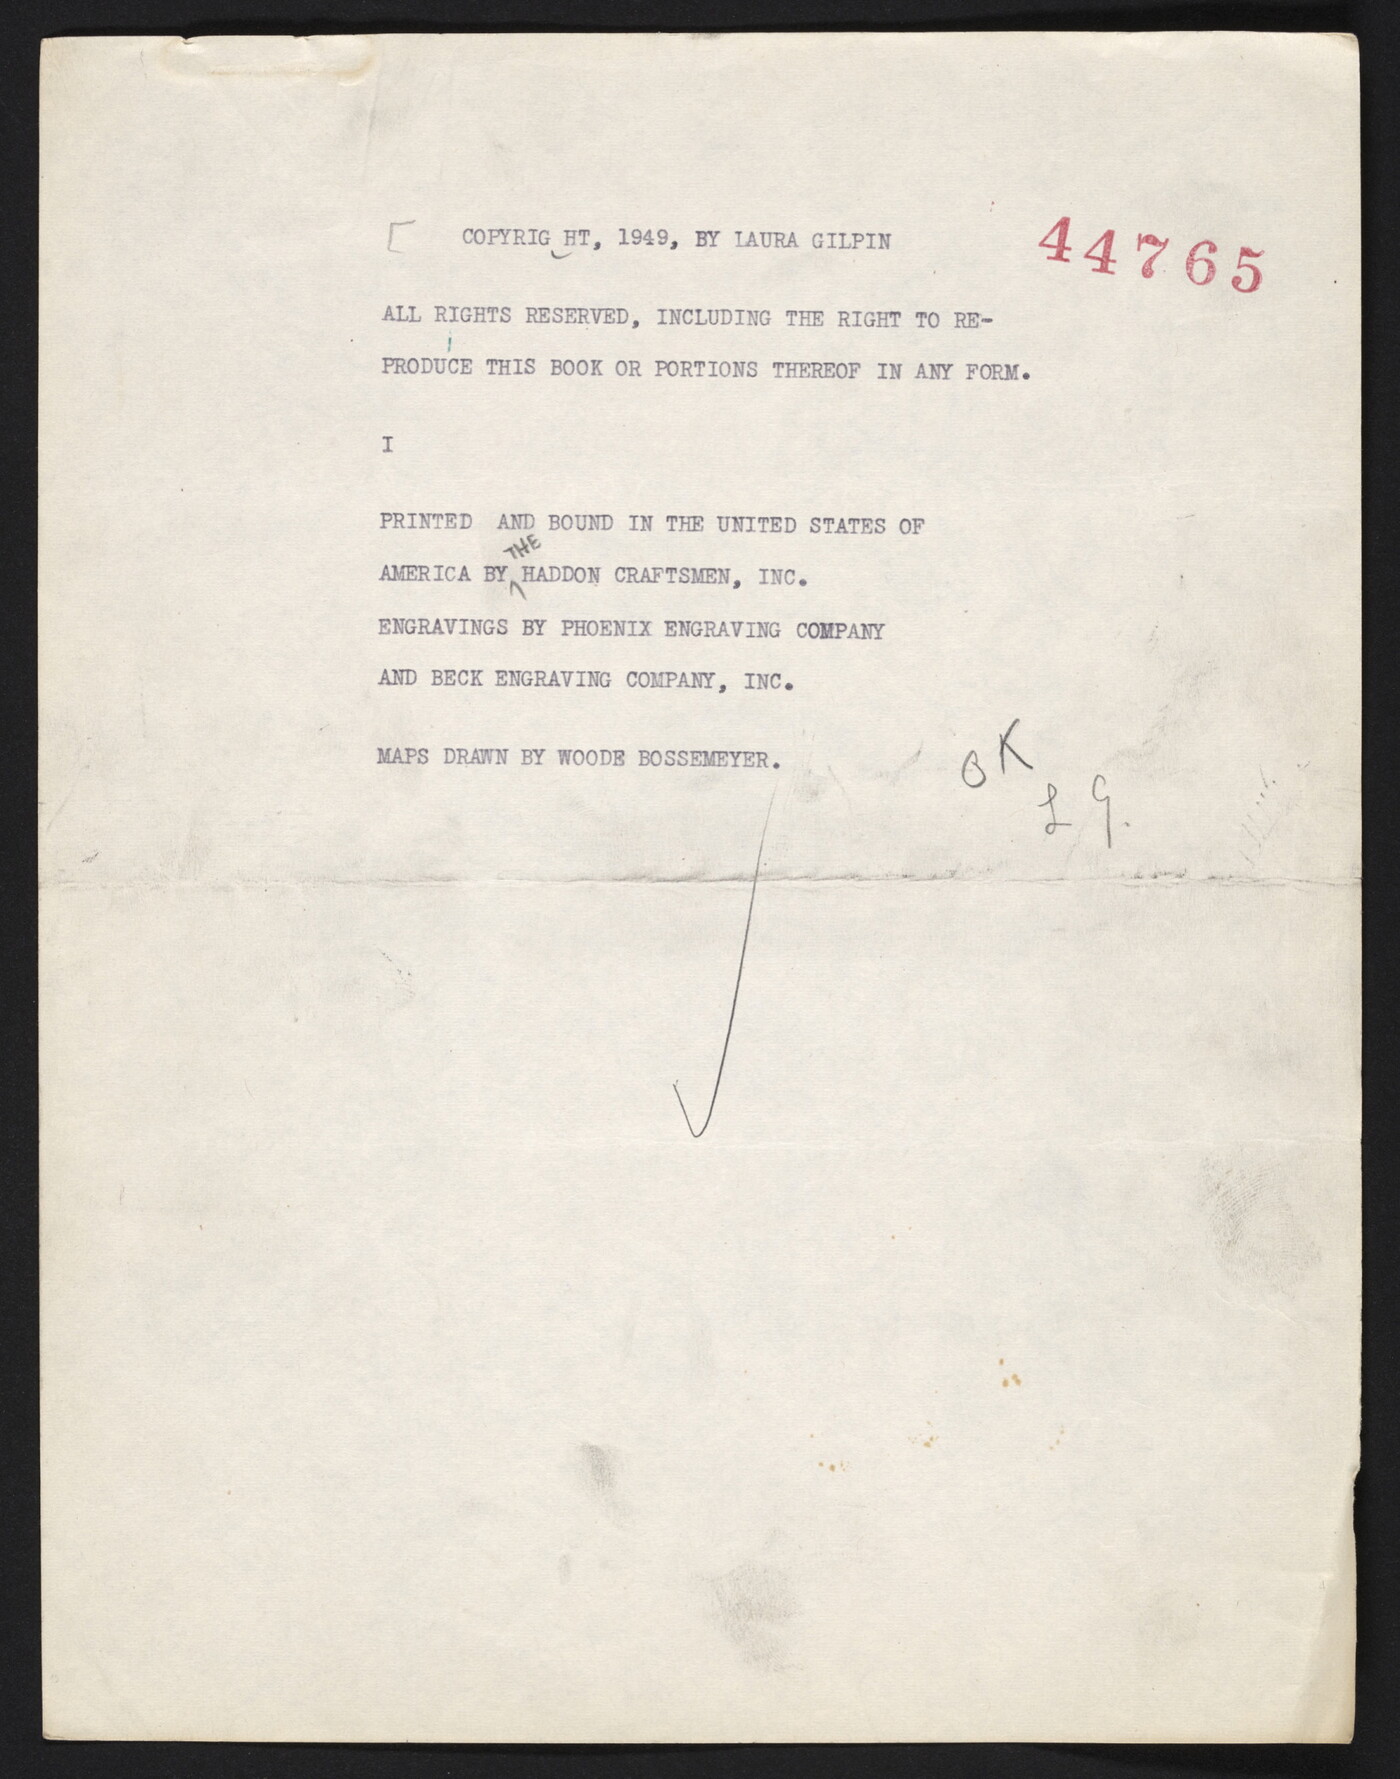 COPYRIG HT, 1949, BY LAURA GILPIN
44765
ALL RIGHTS RESERVED, INCLUDING THE RIGHT TO RE-
PRODUCE THIS BOOK OR PORTIONS THEREOF IN ANY FORM.
I
PRINTED AND BOUND IN THE UNITED STATES OF
THE
AMERICA BY HADDON CRAFTSMEN, INC.
ENGRAVINGS BY PHOENIX ENGRAVING COMPANY
AND BECK ENGRAVING COMPANY, INC.
MAPS DRAWN BY WOODE BOSSEMEYER.
OK
LG.